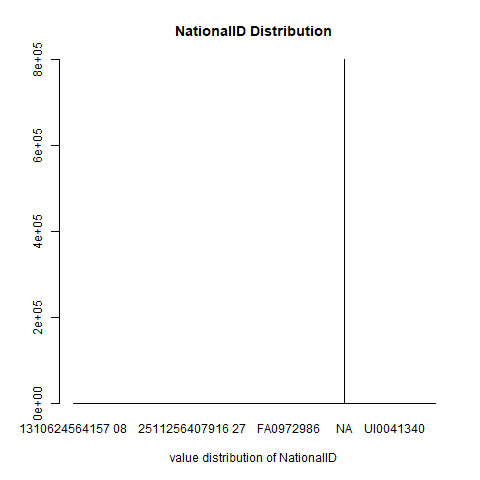 NationalID Distribution
8e+05
6e+05
4e+05
2e+05
0e+00
1310624564157 08 2511256407916 27 FA0972986 NA UI0041340
value distribution of NationalID